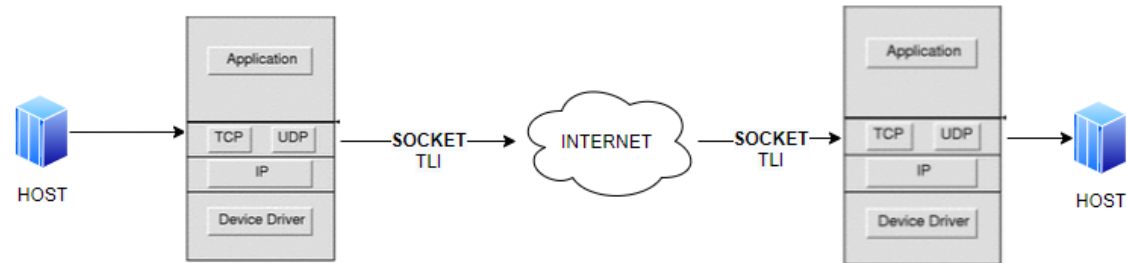 HOST
Application
TCP UDP
IP
Device Driver
SOCKET
TLI
INTERNET
SOCKET
TLI
Application
TCP UDP
IP
Device Driver
HOST